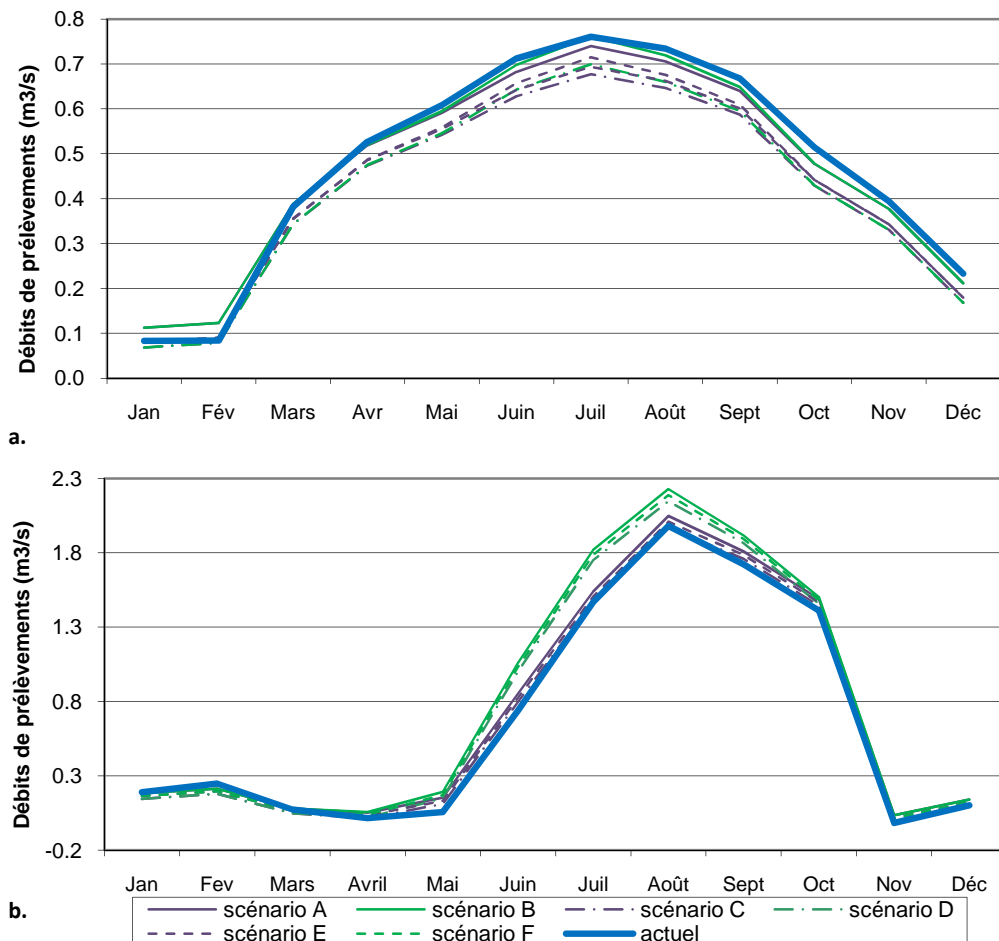 Débits de prélèvements (m3/s)
0.8
0.7
0.6
0.5
0.4
0.3
0.2
0.1
0.0
Jan Fév Mars Avr Mai Juin Juil Août Sept Oct Nov Déc
a.
Débits de prélèvements (m3/s)
2.3
1.8
1.3
0.8
0.3
-0.2
Jan Fev Mars Avril Mai Juin Juil Août Sept Oct Nov Déc
b.
scénario A scénario B scénario C scénario D
scénario E scénario F actuel